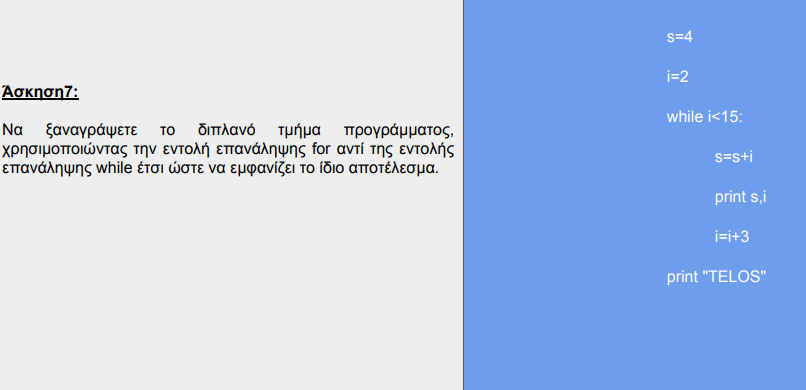 Άσκηση7:
Να ξαναγράψετε το διπλανό τμήμα προγράμματος,
χρησιμοποιώντας την εντολή επανάληψης for αντί της εντολής
επανάληψης while έτσι ώστε να εμφανίζει το ίδιο αποτέλεσμα.
s=4
i=2
while i<15:
s=s+i
print s,i
i=i+3
print "TELOS"